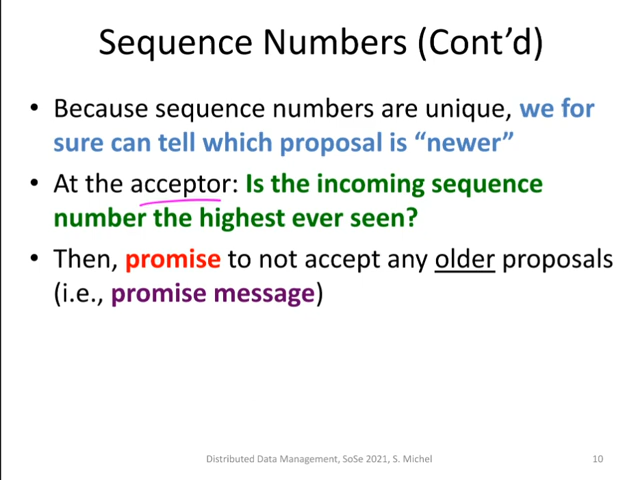 Sequence Numbers (Cont’d)
• Because sequence numbers are unique, we for
sure can tell which proposal is “newer”
• At the acceptor: Is the incoming sequence
number the highest ever seen?
• Then, promise to not accept any older proposals
(i.e., promise message)
Distributed Data Management, SoSe 2021, S. Michel
10